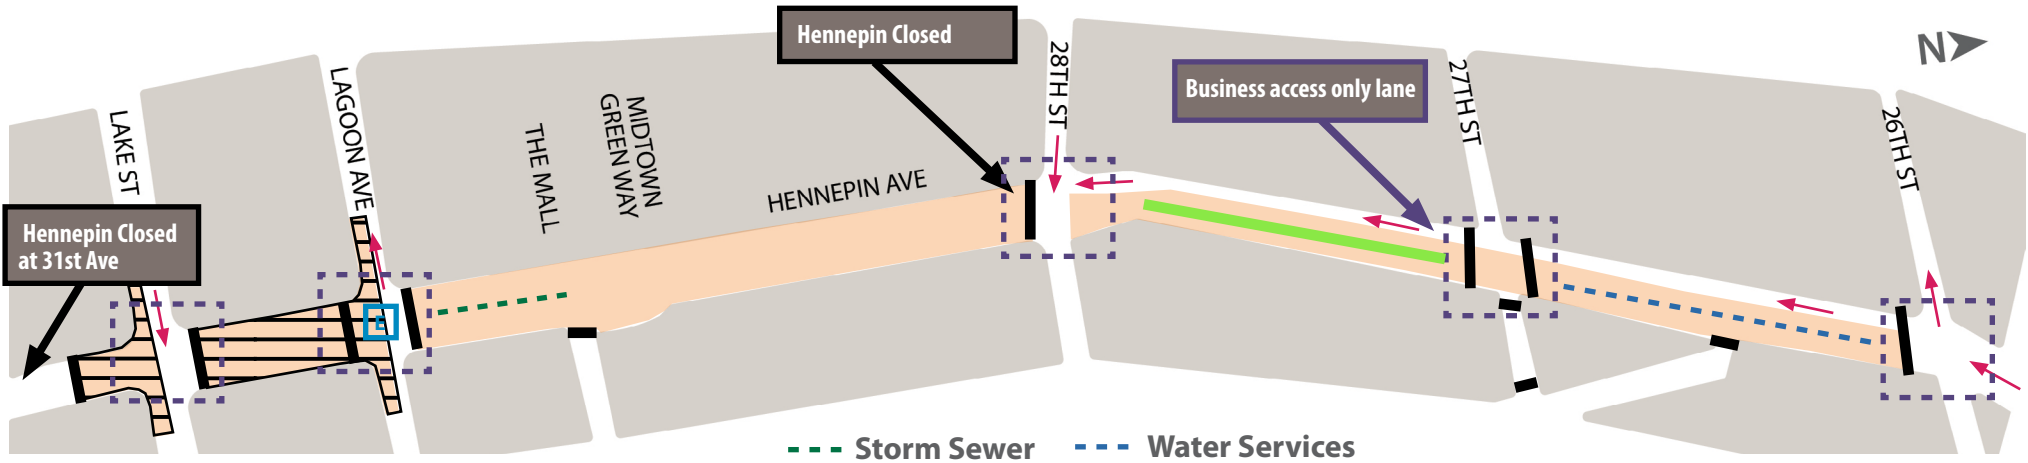 Hennepin Closed
28TH ST
N
Business access only lane
27TH ST
26TH ST
LAGOON AVE
LAKE ST
MIDTOWN
GREEN WAY
THE MALL
HENNEPIN AVE
Hennepin Closed
at 31st Ave
E
Storm Sewer
Water Services